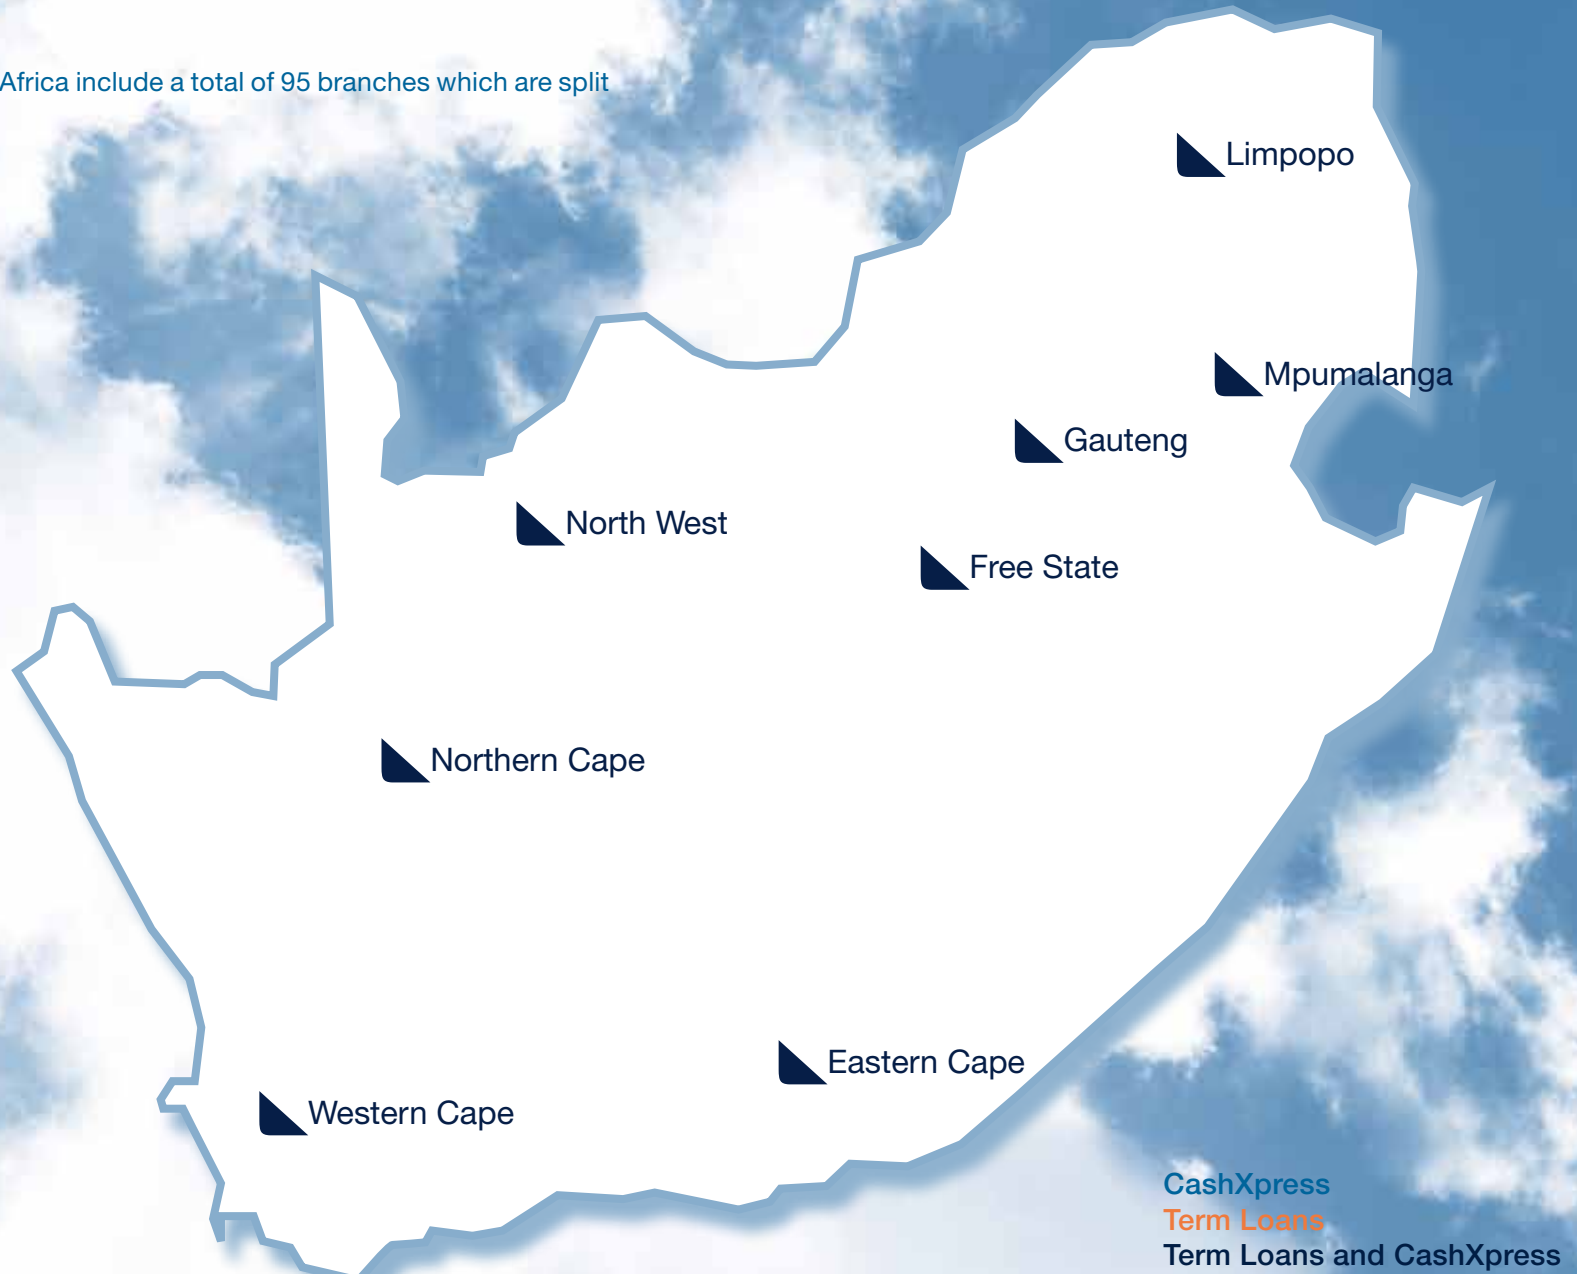 Africa include a total of 95 branches which are split
Limpopo
Mpumalanga
Gauteng
North West
Free State
Northern Cape
Eastern Cape
Western Cape
CashXpress
Term Loans
Term Loans and CashXpress